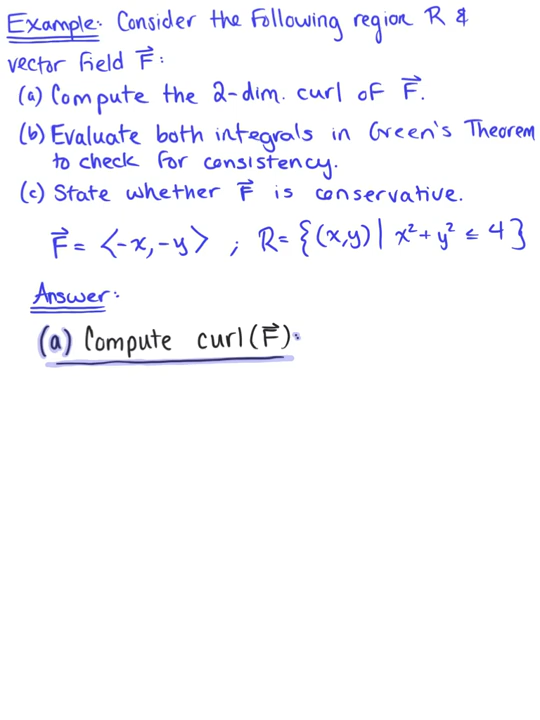 Example: Consider the following region R &
vector field F⃗:
(a) Compute the 2-dim. curl of F⃗.
(b) Evaluate both integrals in Green's Theorem
to check for consistency.
(c) State whether F⃗ is conservative.
F⃗ = <-x, -y> ; R = {(x,y) | x² + y² ≤ 4}
Answer:
(a) Compute curl(F⃗):